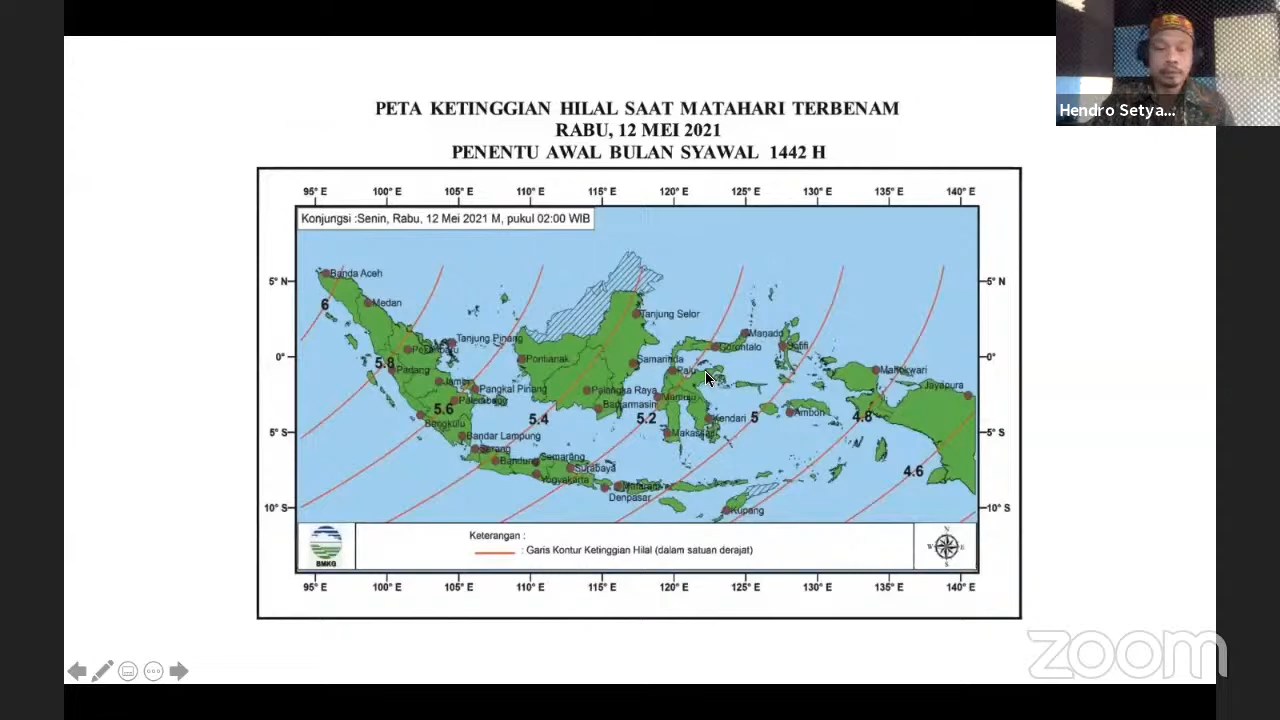 Hendro Setya...
PETA KETINGGIAN HILAL SAAT MATAHARI TERBENAM
RABU, 12 MEI 2021
PENENTU AWAL BULAN SYAWAL 1442 H
95° E 100° E 105° E 110° E 115° E 120° E 125° E 130° E 135° E 140° E
Konjungsi :Senin, Rabu, 12 Mei 2021 M, pukul 02:00 WIB
Banda Aceh
5° N 5° N
6 Medan
Tanjung Selor
Manado
Tanjung Pinang
Gorontalo
Sofifi
0° 0°
Pekanbaru
Pontianak
Samarinda
5.8 Padang
Palu
Manokwari
Jambi
Jayapura
Pangkal Pinang
Palangka Raya
Mamuju
Palembang
Banjarmasin
5.6 5.4 5.2 5 4.8
Bengkulu
Kendari
Ambon
5° S 5° S
Bandar Lampung
Makassar
Serang
Bandung
Semarang
Surabaya
4.6
Yogyakarta
Mataram
Denpasar
10° S 10° S
Kupang
BMKG
Keterangan :
: Garis Kontur Ketinggian Hilal (dalam satuan derajat)
N
W E
S
95° E 100° E 105° E 110° E 115° E 120° E 125° E 130° E 135° E 140° E
zoom